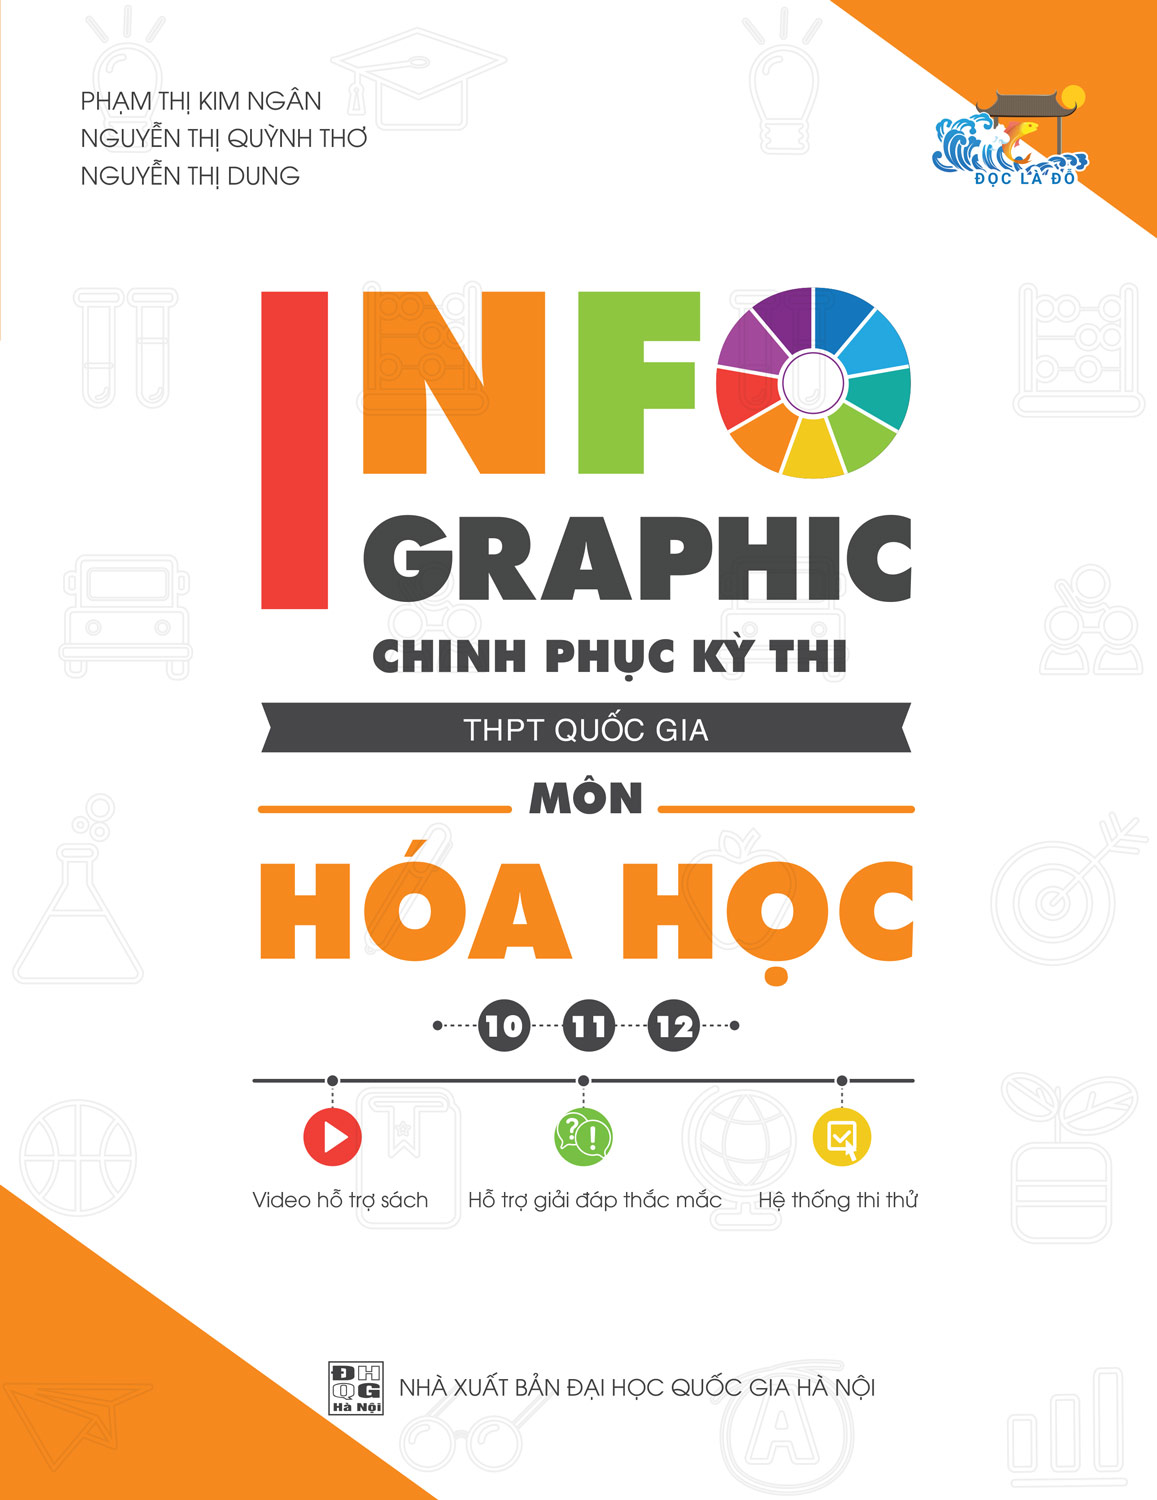 PHẠM THỊ KIM NGÂN
NGUYỄN THỊ QUỲNH THƠ
NGUYỄN THỊ DUNG
ĐỌC LÀ ĐỖ
INFO
GRAPHIC
CHINH PHỤC KỲ THI
THPT QUỐC GIA
MÔN
HÓA HỌC
10 11 12
? !
Video hỗ trợ sách
Hỗ trợ giải đáp thắc mắc
Hệ thống thi thử
ĐH
QG
Hà Nội
NHÀ XUẤT BẢN ĐẠI HỌC QUỐC GIA HÀ NỘI
A